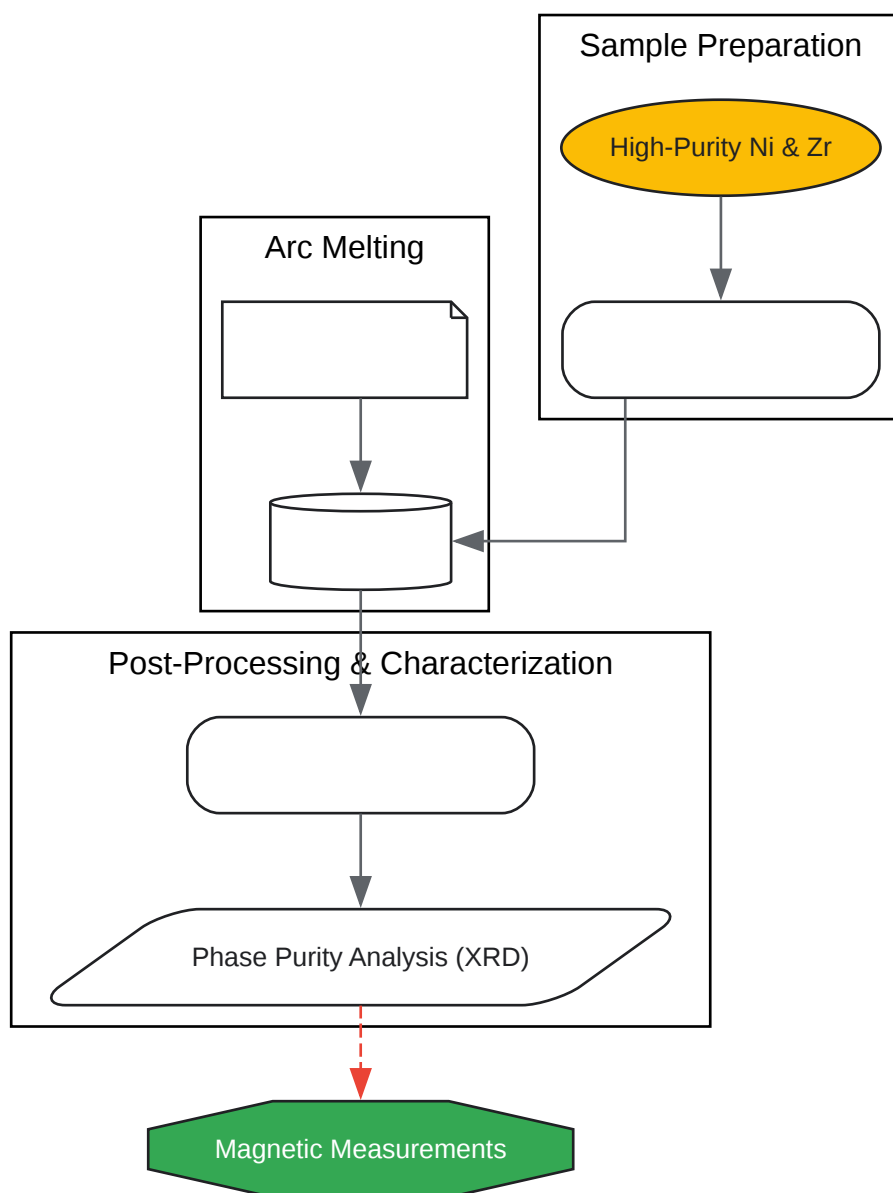 Sample Preparation
High-Purity Ni & Zr
Arc Melting
Post-Processing & Characterization
Phase Purity Analysis (XRD)
Magnetic Measurements